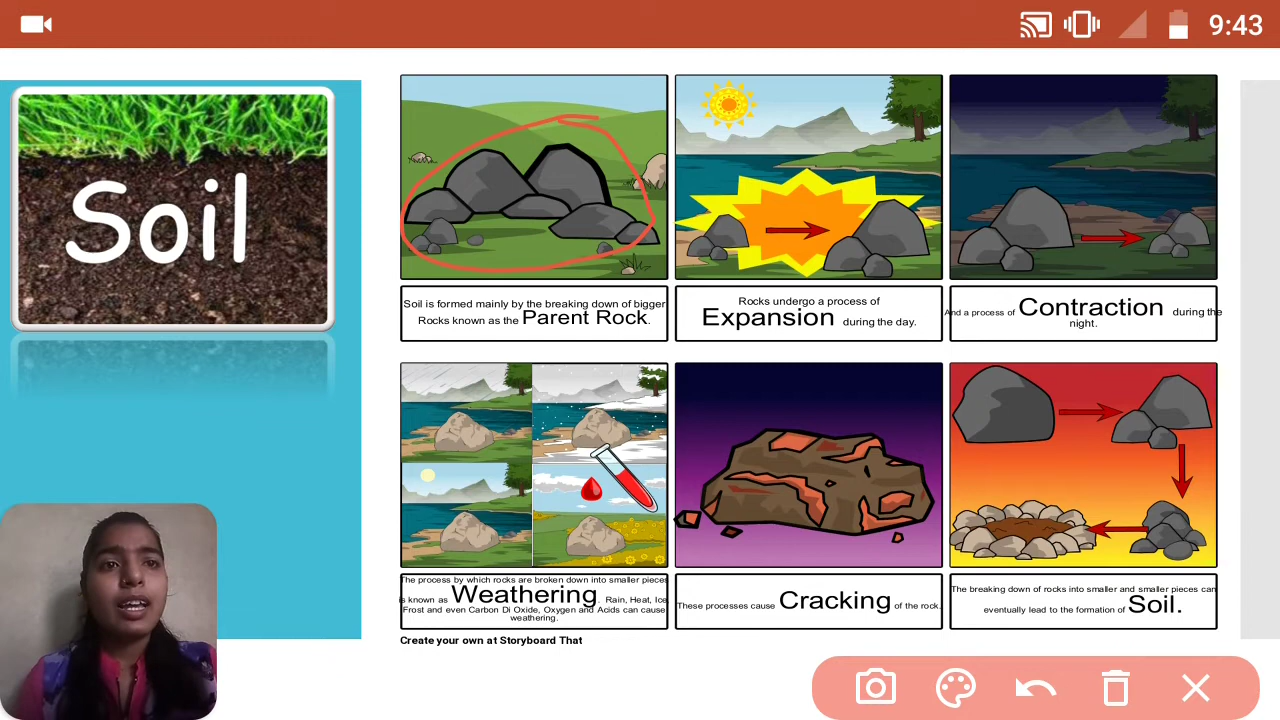 9:43
Soil
Soil is formed mainly by the breaking down of bigger
Rocks known as the Parent Rock.
Rocks undergo a process of
Expansion during the day.
And a process of Contraction during the
night.
The process by which rocks are broken down into smaller pieces
is known as Weathering. Rain, Heat, Ice
Frost and even Carbon Di Oxide, Oxygen and Acids can cause
weathering.
These processes cause Cracking of the rock.
The breaking down of rocks into smaller and smaller pieces can
eventually lead to the formation of Soil.
Create your own at Storyboard That